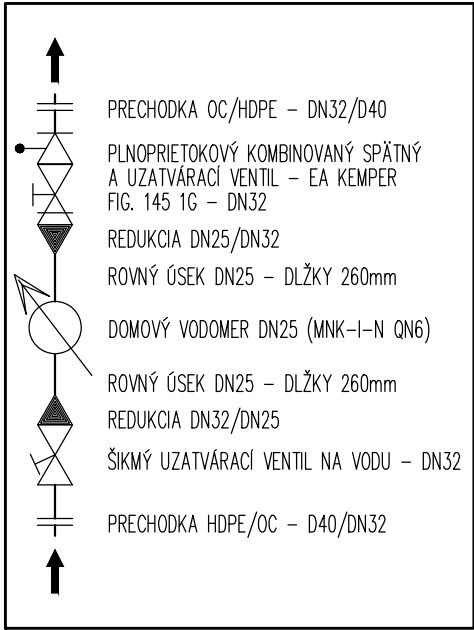 PRECHODKA OC/HDPE – DN32/D40
PLNOPRIETOKOVÝ KOMBINOVANÝ SPÄTNÝ
A UZATVÁRACÍ VENTIL – EA KEMPER
FIG. 145 1G – DN32
REDUKCIA DN25/DN32
ROVNÝ ÚSEK DN25 – DLŽKY 260mm
DOMOVÝ VODOMER DN25 (MNK–I–N QN6)
ROVNÝ ÚSEK DN25 – DLŽKY 260mm
REDUKCIA DN32/DN25
ŠIKMÝ UZATVÁRACÍ VENTIL NA VODU – DN32
PRECHODKA HDPE/OC – D40/DN32